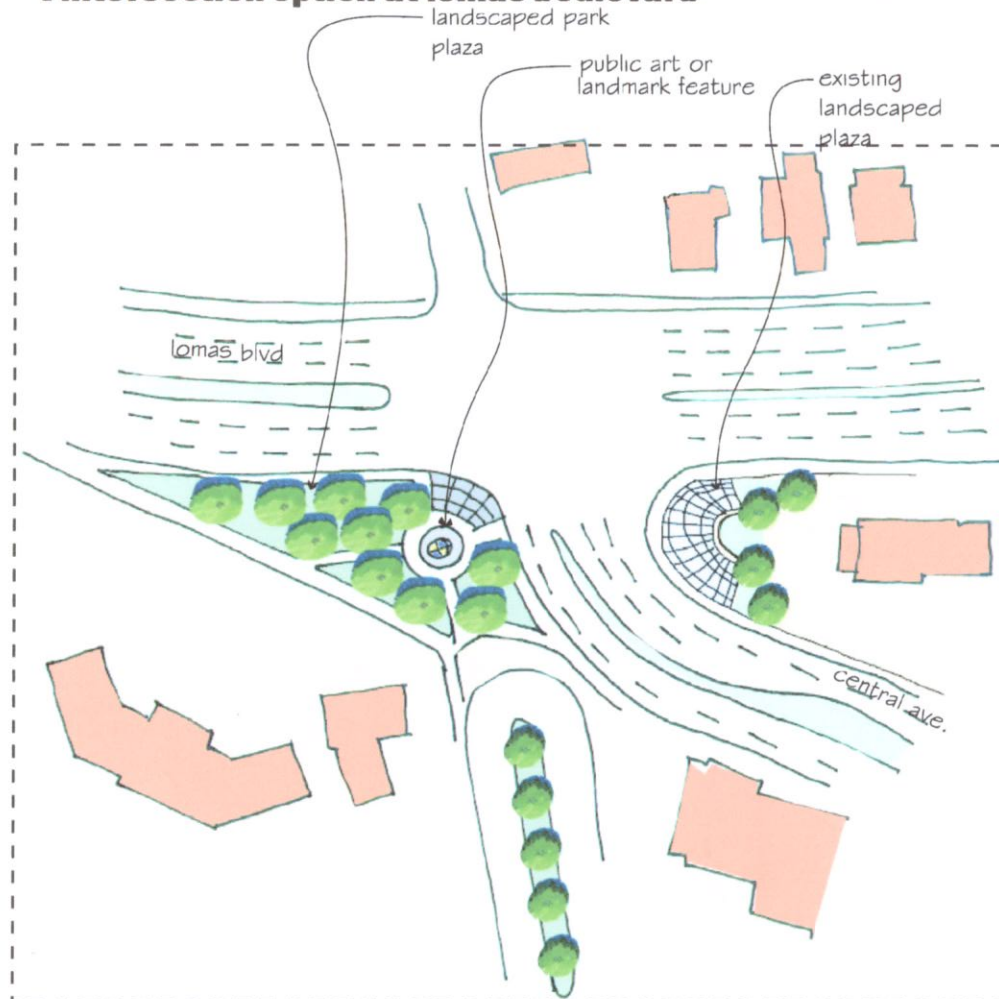 landscaped park
plaza
public art or
landmark feature
existing
landscaped
plaza
lomas blvd
central ave.